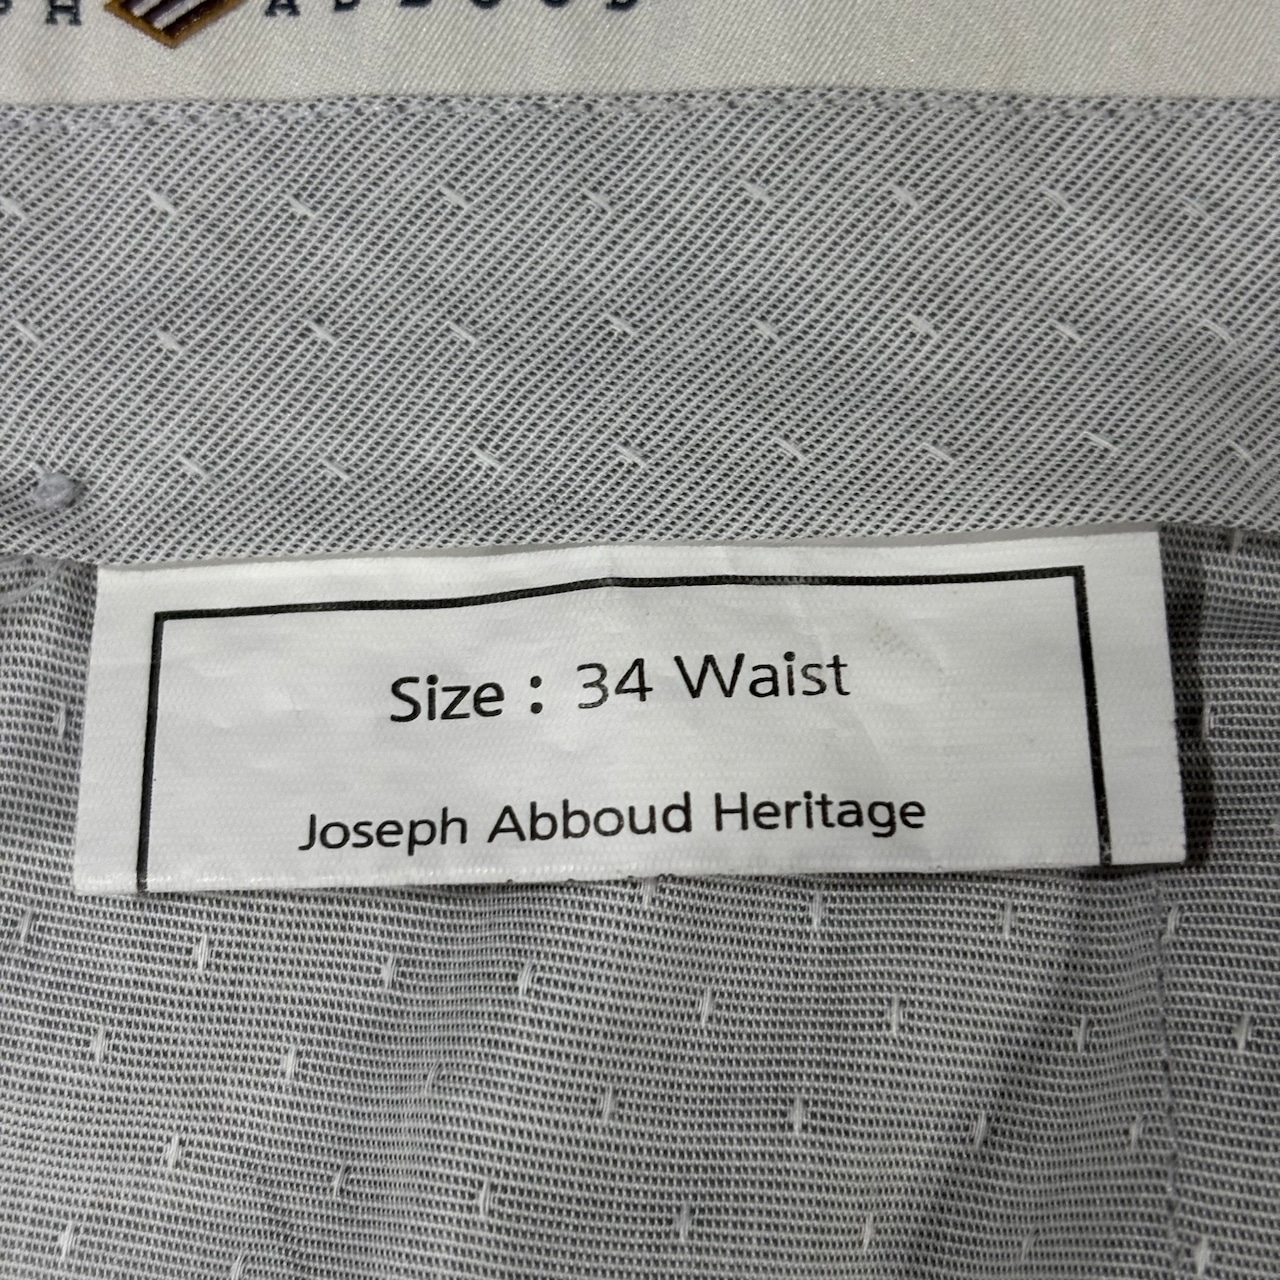 Size : 34 Waist
Joseph Abboud Heritage